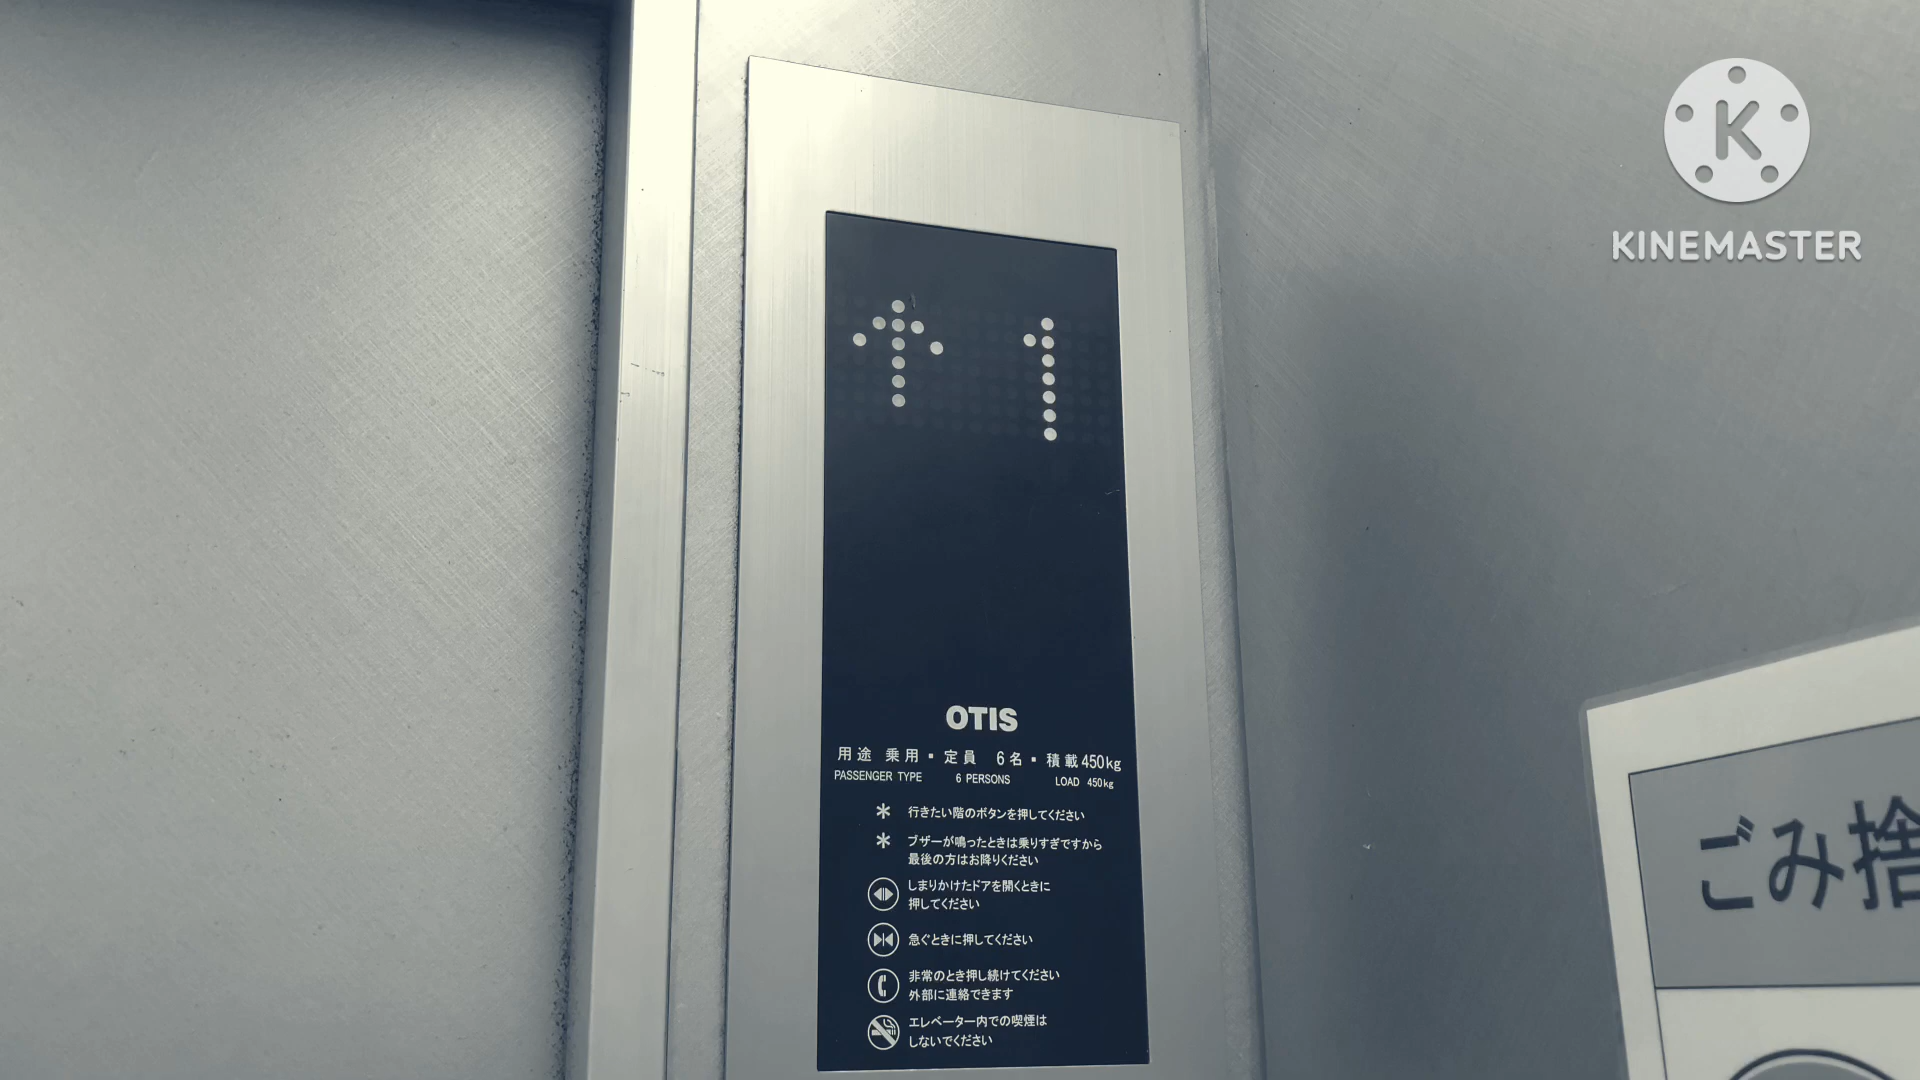 K
KINEMASTER
↑ 1
OTIS
用途 乗用 ▪ 定員 6名 ▪ 積載450kg
PASSENGER TYPE 6 PERSONS LOAD 450kg
* 行きたい階のボタンを押してください
* ブザーが鳴ったときは乗りすぎですから
最後の方はお降りください
しまりかけたドアを開くときに
押してください
急ぐときに押してください
非常のとき押し続けてください
外部に連絡できます
エレベーター内での喫煙は
しないでください
ごみ捨